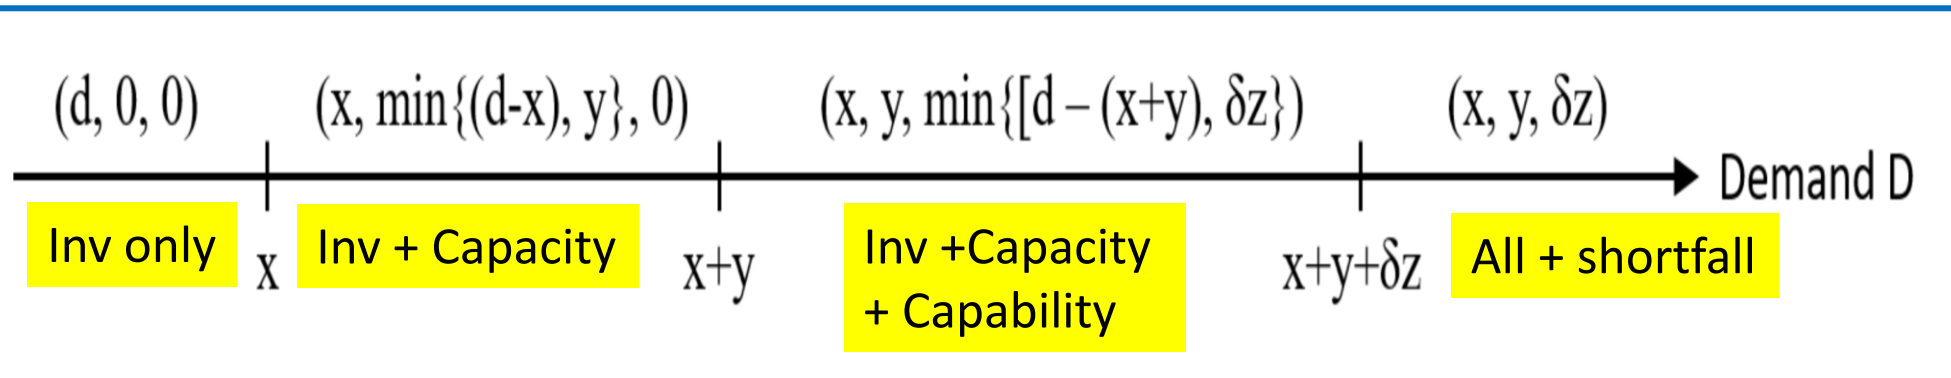 (d, 0, 0)
(x, min{(d-x), y}, 0)
(x, y, min{[d – (x+y), δz})
(x, y, δz)
Demand D
Inv only
x
Inv + Capacity
x+y
Inv +Capacity
+ Capability
x+y+δz
All + shortfall